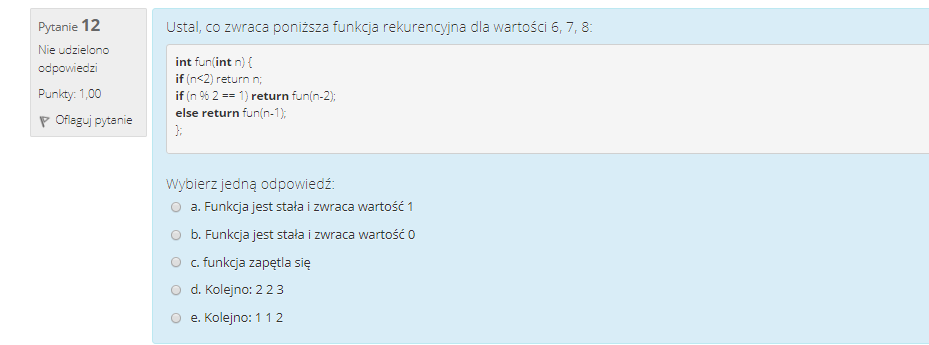 Pytanie 12
Nie udzielono
odpowiedzi
Punkty: 1,00
Oflaguj pytanie
Ustal, co zwraca poniższa funkcja rekurencyjna dla wartości 6, 7, 8:
int fun(int n) {
if (n<2) return n;
if (n % 2 == 1) return fun(n-2);
else return fun(n-1);
};
Wybierz jedną odpowiedź:
a. Funkcja jest stała i zwraca wartość 1
b. Funkcja jest stała i zwraca wartość 0
c. funkcja zapętla się
d. Kolejno: 2 2 3
e. Kolejno: 1 1 2